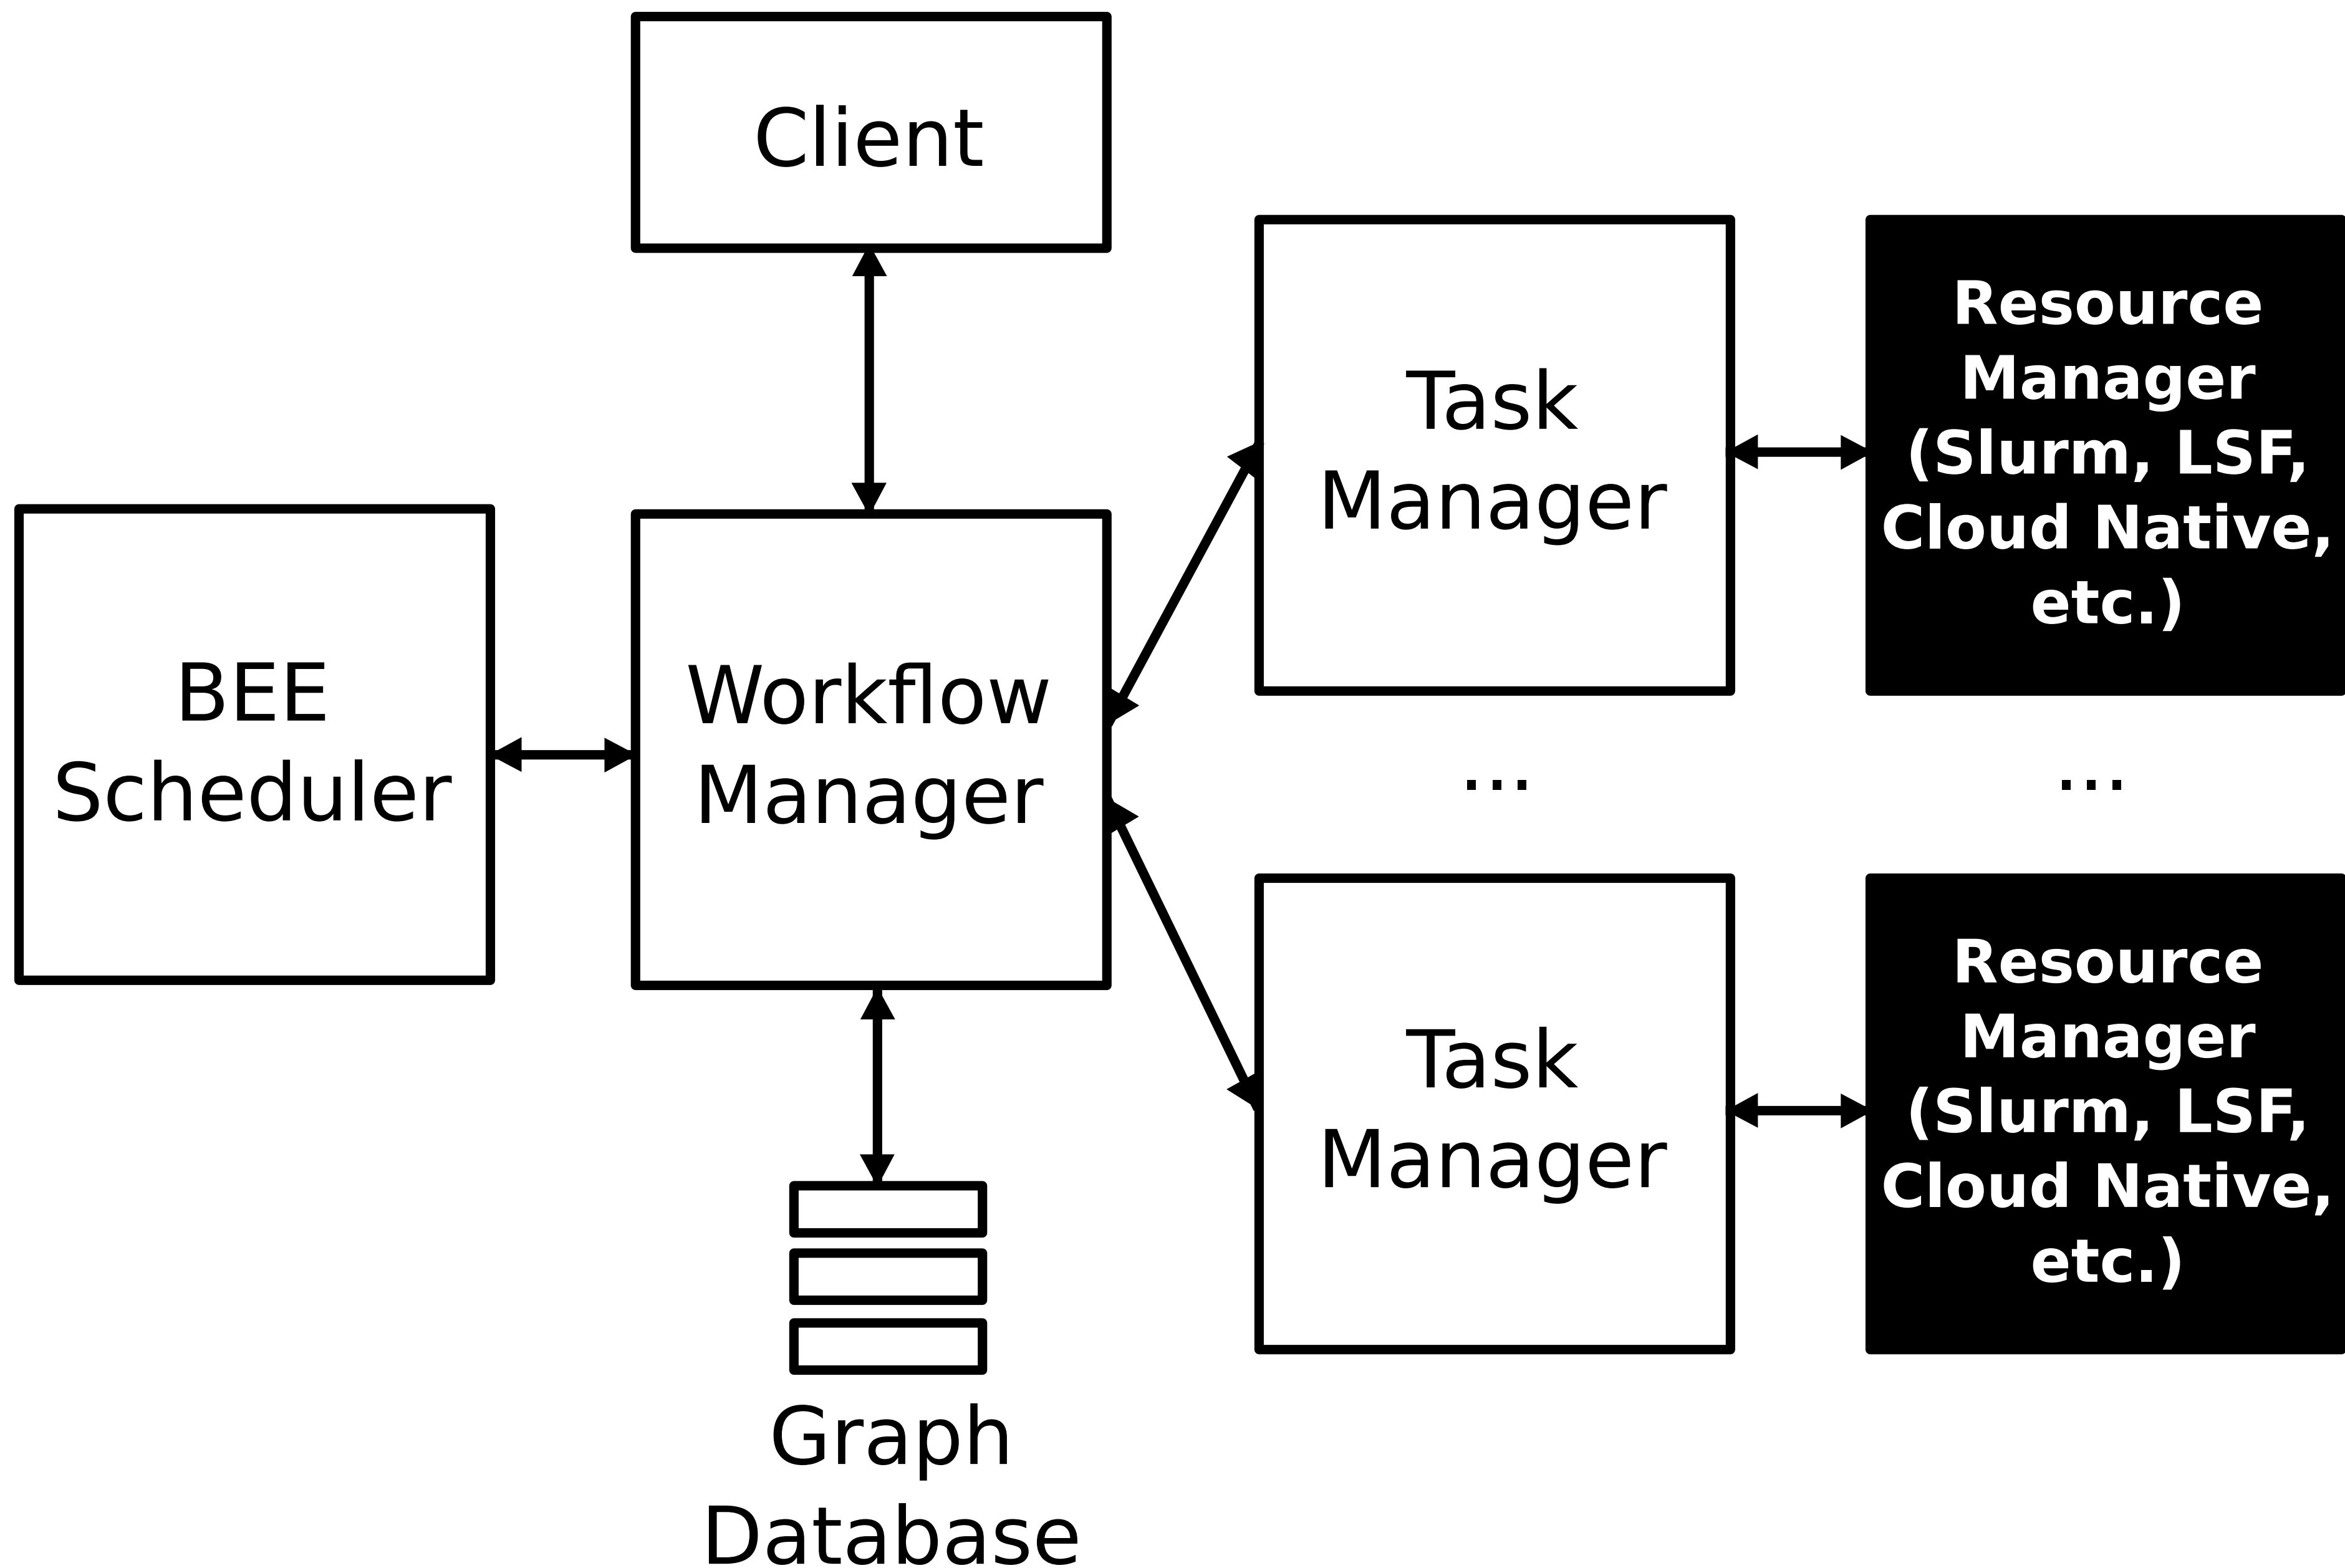 Client
BEE
Scheduler
Workflow
Manager
Graph
Database
Task
Manager
Resource
Manager
(Slurm, LSF,
Cloud Native,
etc.)
...
...
Task
Manager
Resource
Manager
(Slurm, LSF,
Cloud Native,
etc.)